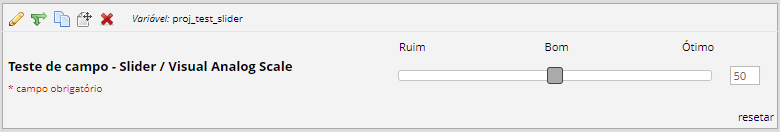 Variável: proj_test_slider
Ruim Bom Ótimo
Teste de campo - Slider / Visual Analog Scale
50
* campo obrigatório
resetar